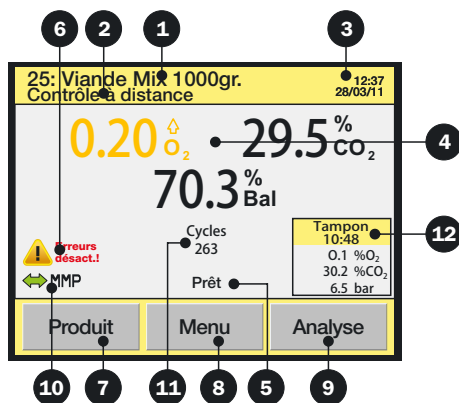 6 2 1 3
25: Viande Mix 1000gr. 12:37
Contrôle à distance 28/03/11
0.20 O2 29.5 % CO2
4
70.3 % Bal
Cycles
263
Tampon
10:48
0.1 %O2
30.2 %CO2
6.5 bar
12
Erreurs
désact.!
MMP
Prêt
Produit Menu Analyse
10 7 11 8 5 9